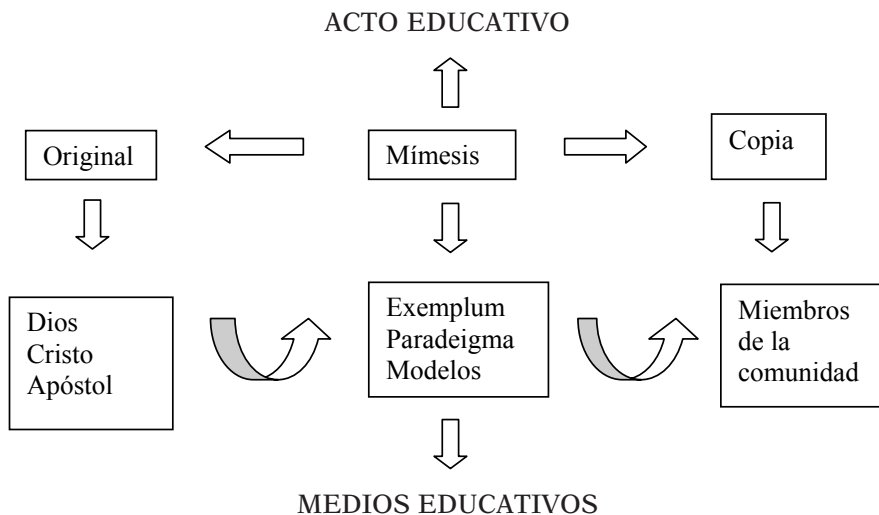 ACTO EDUCATIVO
Original
Mímesis
Copia
Dios
Cristo
Apóstol
Exemplum
Paradeigma
Modelos
Miembros
de la
comunidad
MEDIOS EDUCATIVOS